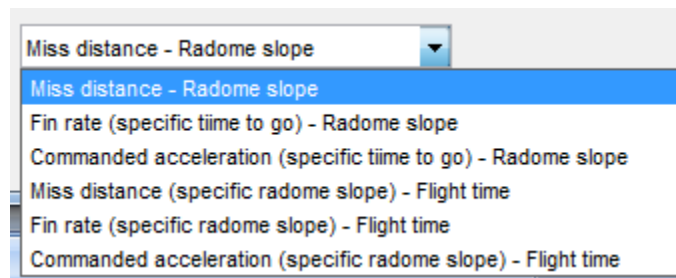 Miss distance - Radome slope
Miss distance - Radome slope
Fin rate (specific tiime to go) - Radome slope
Commanded acceleration (specific tiime to go) - Radome slope
Miss distance (specific radome slope) - Flight time
Fin rate (specific radome slope) - Flight time
Commanded acceleration (specific radome slope) - Flight time